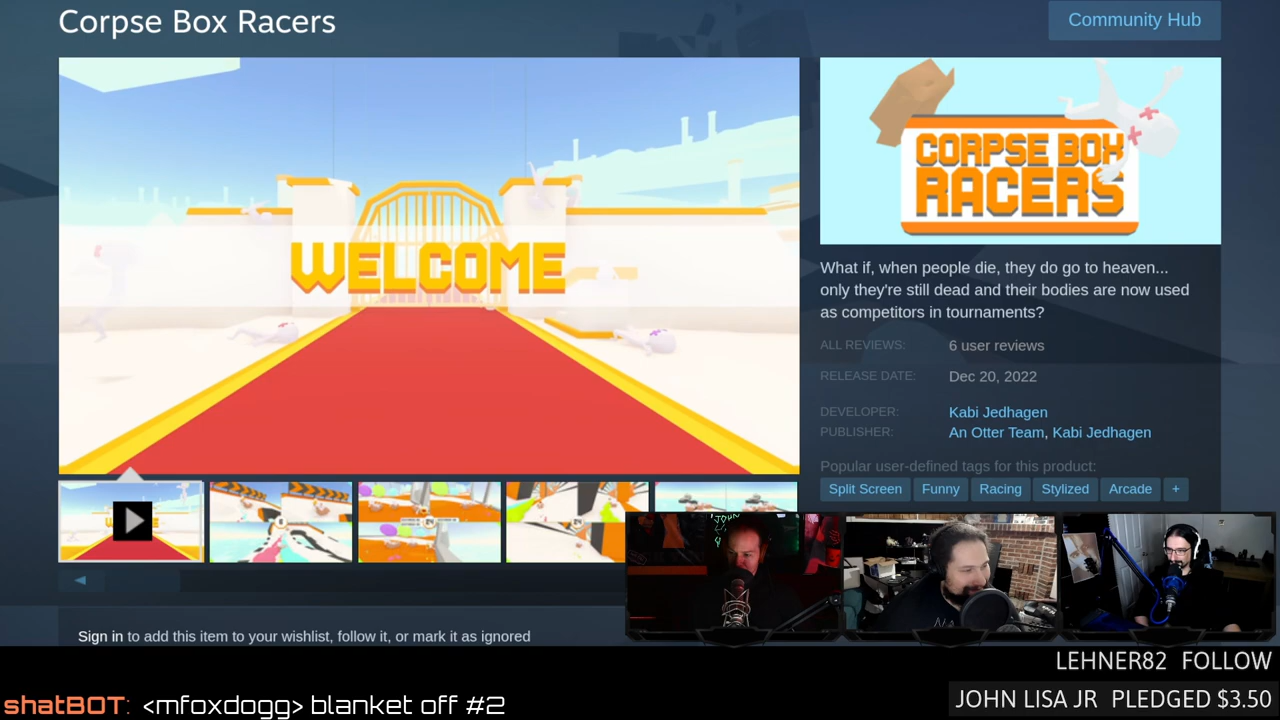 Corpse Box Racers
Community Hub
WELCOME
CORPSE BOX
RACERS
What if, when people die, they do go to heaven...
only they're still dead and their bodies are now used
as competitors in tournaments?
ALL REVIEWS: 6 user reviews
RELEASE DATE: Dec 20, 2022
DEVELOPER: Kabi Jedhagen
PUBLISHER: An Otter Team, Kabi Jedhagen
Popular user-defined tags for this product:
Split Screen Funny Racing Stylized Arcade +
Sign in to add this item to your wishlist, follow it, or mark it as ignored
LEHNER82 FOLLOW
shatBOT: <mfoxdogg> blanket off #2
JOHN LISA JR PLEDGED $3.50